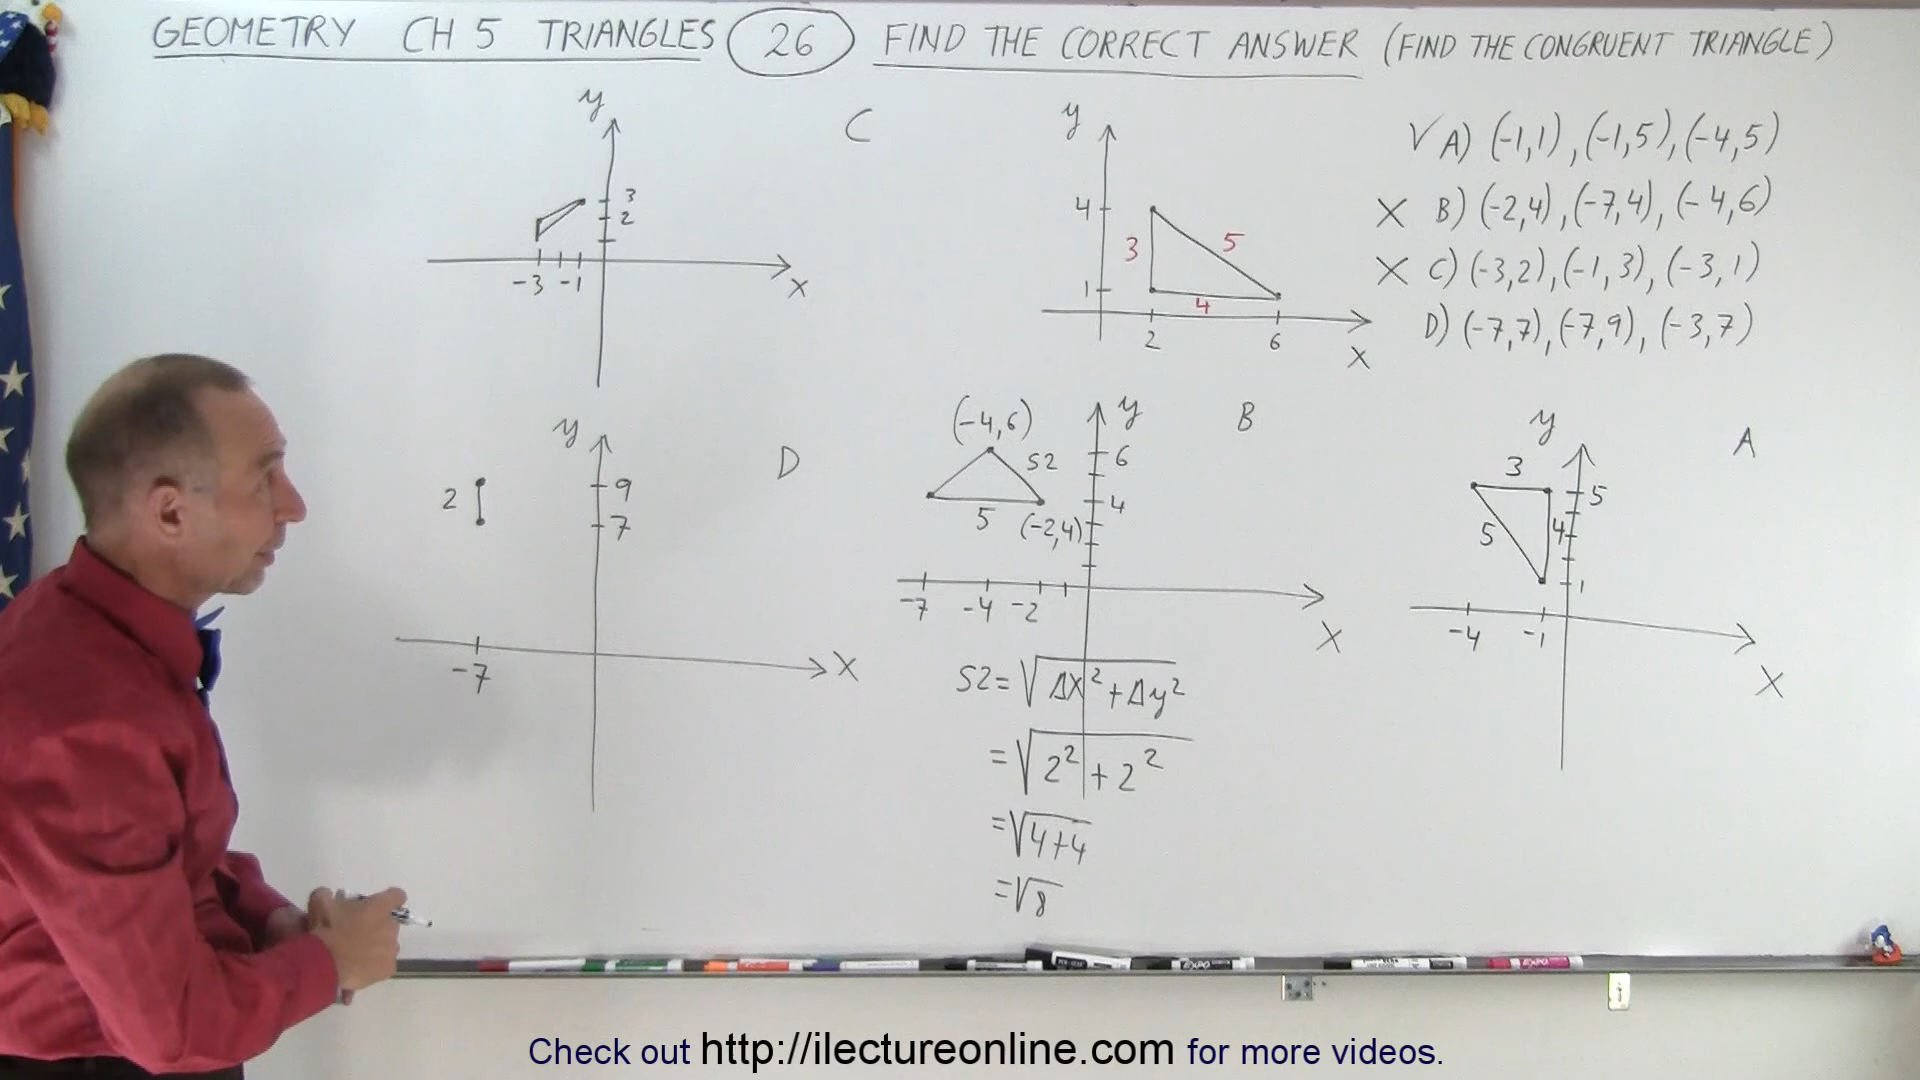 GEOMETRY CH 5 TRIANGLES 26 FIND THE CORRECT ANSWER (FIND THE CONGRUENT TRIANGLE)
y
C
3
2
-3 -1
x
y
4
3
5
1
4
2
6
x
√ A) (-1,1), (-1,5), (-4,5)
X B) (-2,4), (-7,4), (-4,6)
X C) (-3,2), (-1,3), (-3,1)
D) (-7,7), (-7,9), (-3,7)
y
D
2
9
7
-7
x
(-4,6)
y
B
S2
6
4
5
(-2,4)
-7 -4 -2
x
S2 = √Δx² + Δy²
= √2² + 2²
= √4+4
= √8
y
A
3
5
5
4
1
-4 -1
x
EXPO
EXPO
Check out http://ilectureonline.com for more videos.